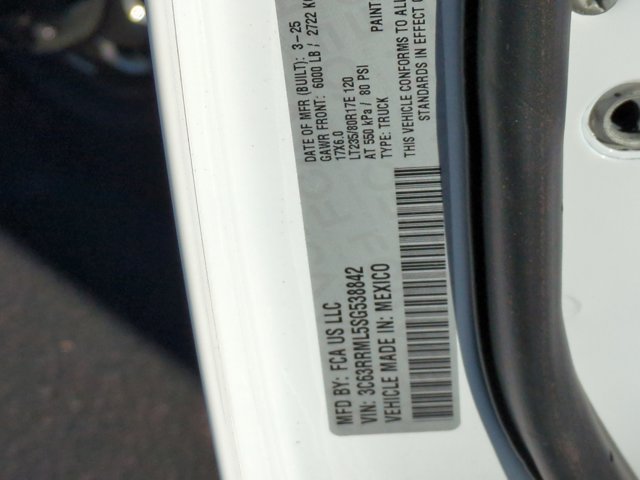 MFD BY: FCA US LLC
VIN: 3C63RRML5SG538842
VEHICLE MADE IN: MEXICO
DATE OF MFR (BUILT): 3-25
GAWR FRONT: 6000 LB / 2722 K
17X6.0
LT235/80R17E 120
AT 550 kPa / 80 PSI
TYPE: TRUCK
PAINT
THIS VEHICLE CONFORMS TO ALL
STANDARDS IN EFFECT